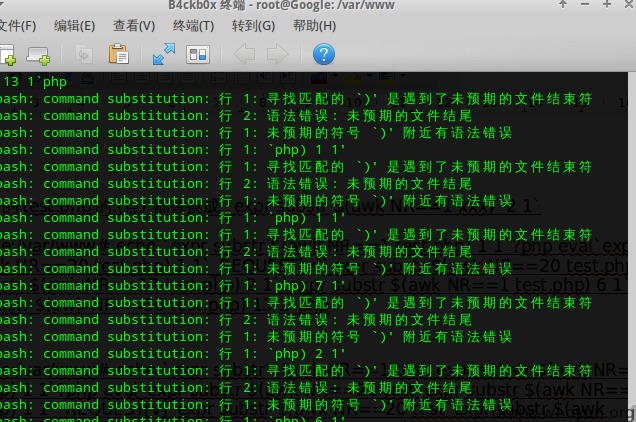 B4ckb0x 终端 - root@Google: /var/www
文件(F) 编辑(E) 查看(V) 终端(T) 转到(G) 帮助(H)
13 1`php
bash: command substitution: 行 1: 寻找匹配的 `)' 是遇到了未预期的文件结束符
bash: command substitution: 行 2: 语法错误: 未预期的文件结尾
bash: command substitution: 行 1: 未预期的符号 `)' 附近有语法错误
bash: command substitution: 行 1: `php) 1 1'
bash: command substitution: 行 1: 寻找匹配的 `)' 是遇到了未预期的文件结束符
bash: command substitution: 行 2: 语法错误: 未预期的文件结尾
bash: command substitution: 行 1: 未预期的符号 `)' 附近有语法错误
bash: command substitution: 行 1: `php) 1 1'
bash: command substitution: 行 1: 寻找匹配的 `)' 是遇到了未预期的文件结束符
bash: command substitution: 行 2: 语法错误: 未预期的文件结尾
bash: command substitution: 行 1: 未预期的符号 `)' 附近有语法错误
bash: command substitution: 行 1: `php) 7 1'
bash: command substitution: 行 1: 寻找匹配的 `)' 是遇到了未预期的文件结束符
bash: command substitution: 行 2: 语法错误: 未预期的文件结尾
bash: command substitution: 行 1: 未预期的符号 `)' 附近有语法错误
bash: command substitution: 行 1: `php) 2 1'
bash: command substitution: 行 1: 寻找匹配的 `)' 是遇到了未预期的文件结束符
bash: command substitution: 行 2: 语法错误: 未预期的文件结尾
bash: command substitution: 行 1: 未预期的符号 `)' 附近有语法错误
bash: command substitution: 行 1: `php) 6 1'